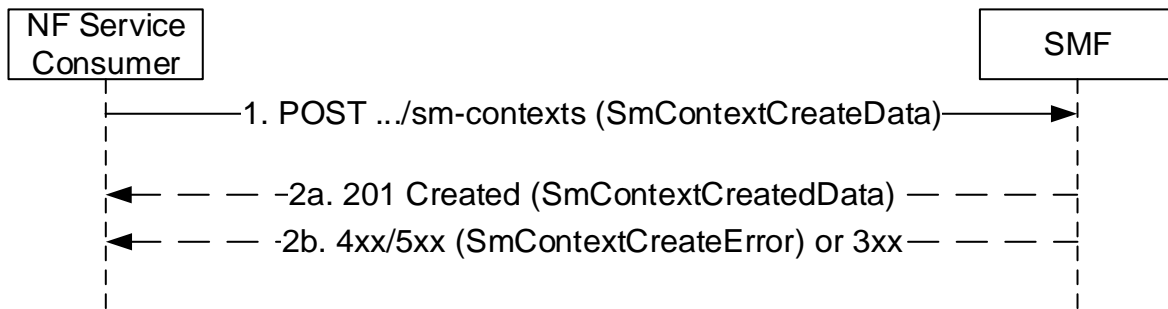 NF Service
Consumer
SMF
1. POST .../sm-contexts (SmContextCreateData)
2a. 201 Created (SmContextCreatedData)
2b. 4xx/5xx (SmContextCreateError) or 3xx